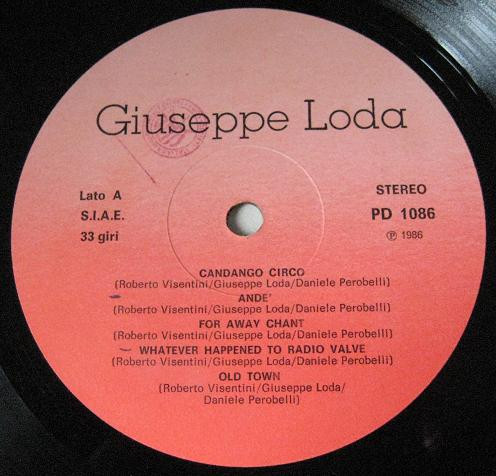 Giuseppe Loda
Lato A
S.I.A.E.
33 giri
STEREO
PD 1086
℗ 1986
CANDANGO CIRCO
(Roberto Visentini/Giuseppe Loda/Daniele Perobelli)
ANDE'
(Roberto Visentini/Giuseppe Loda/Daniele Perobelli)
FOR AWAY CHANT
(Roberto Visentini/Giuseppe Loda/Daniele Perobelli)
WHATEVER HAPPENED TO RADIO VALVE
(Roberto Visentini/Giuseppe Loda/Daniele Perobelli)
OLD TOWN
(Roberto Visentini/Giuseppe Loda/
Daniele Perobelli)